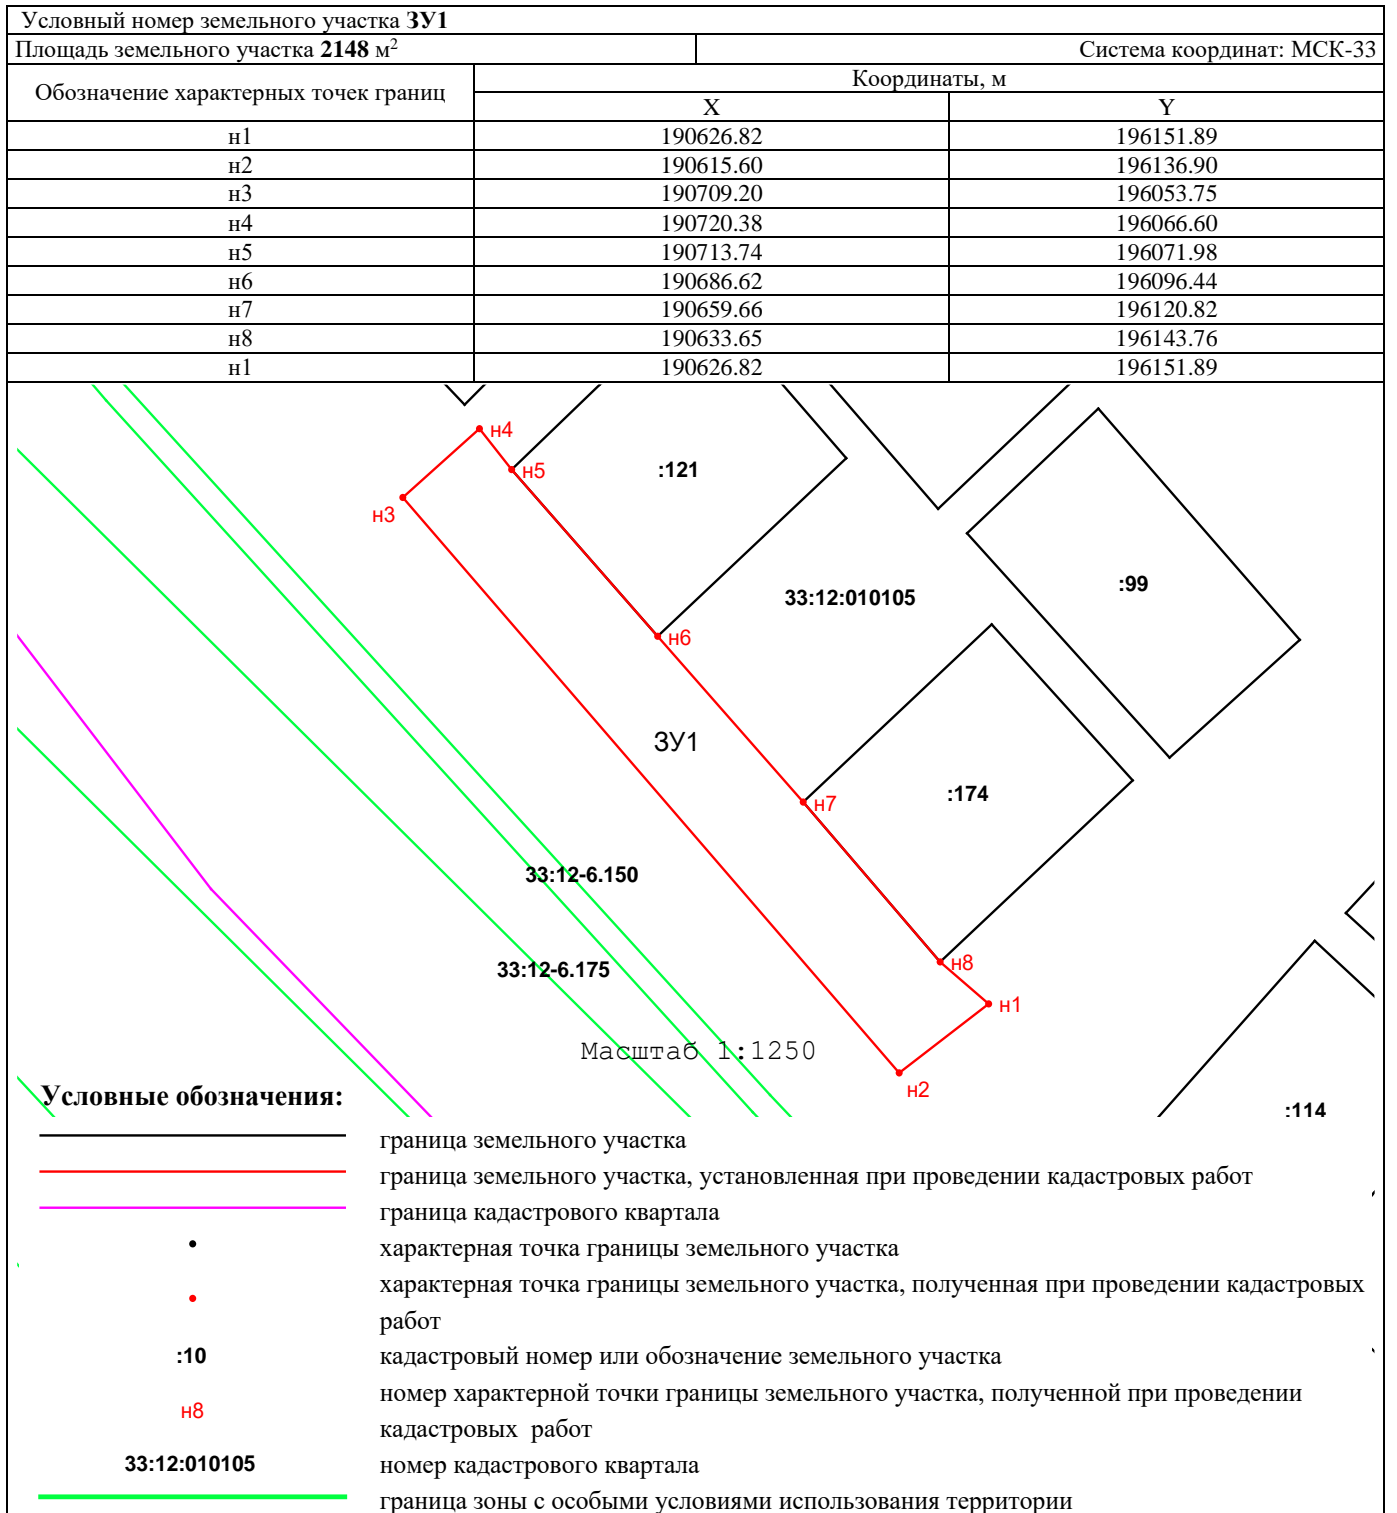 Условный номер земельного участка ЗУ1
Площадь земельного участка 2148 м² Система координат: МСК-33
Обозначение характерных точек границ Координаты, м
X Y
н1 190626.82 196151.89
н2 190615.60 196136.90
н3 190709.20 196053.75
н4 190720.38 196066.60
н5 190713.74 196071.98
н6 190686.62 196096.44
н7 190659.66 196120.82
н8 190633.65 196143.76
н1 190626.82 196151.89
н4
н5
:121
н3
:99
33:12:010105
н6
ЗУ1
:174
н7
33:12-6.150
33:12-6.175
н8
н1
Масштаб 1:1250
н2
:114
Условные обозначения:
граница земельного участка
граница земельного участка, установленная при проведении кадастровых работ
граница кадастрового квартала
характерная точка границы земельного участка
характерная точка границы земельного участка, полученная при проведении кадастровых
работ
:10 кадастровый номер или обозначение земельного участка
н8 номер характерной точки границы земельного участка, полученной при проведении
кадастровых работ
33:12:010105 номер кадастрового квартала
граница зоны с особыми условиями использования территории